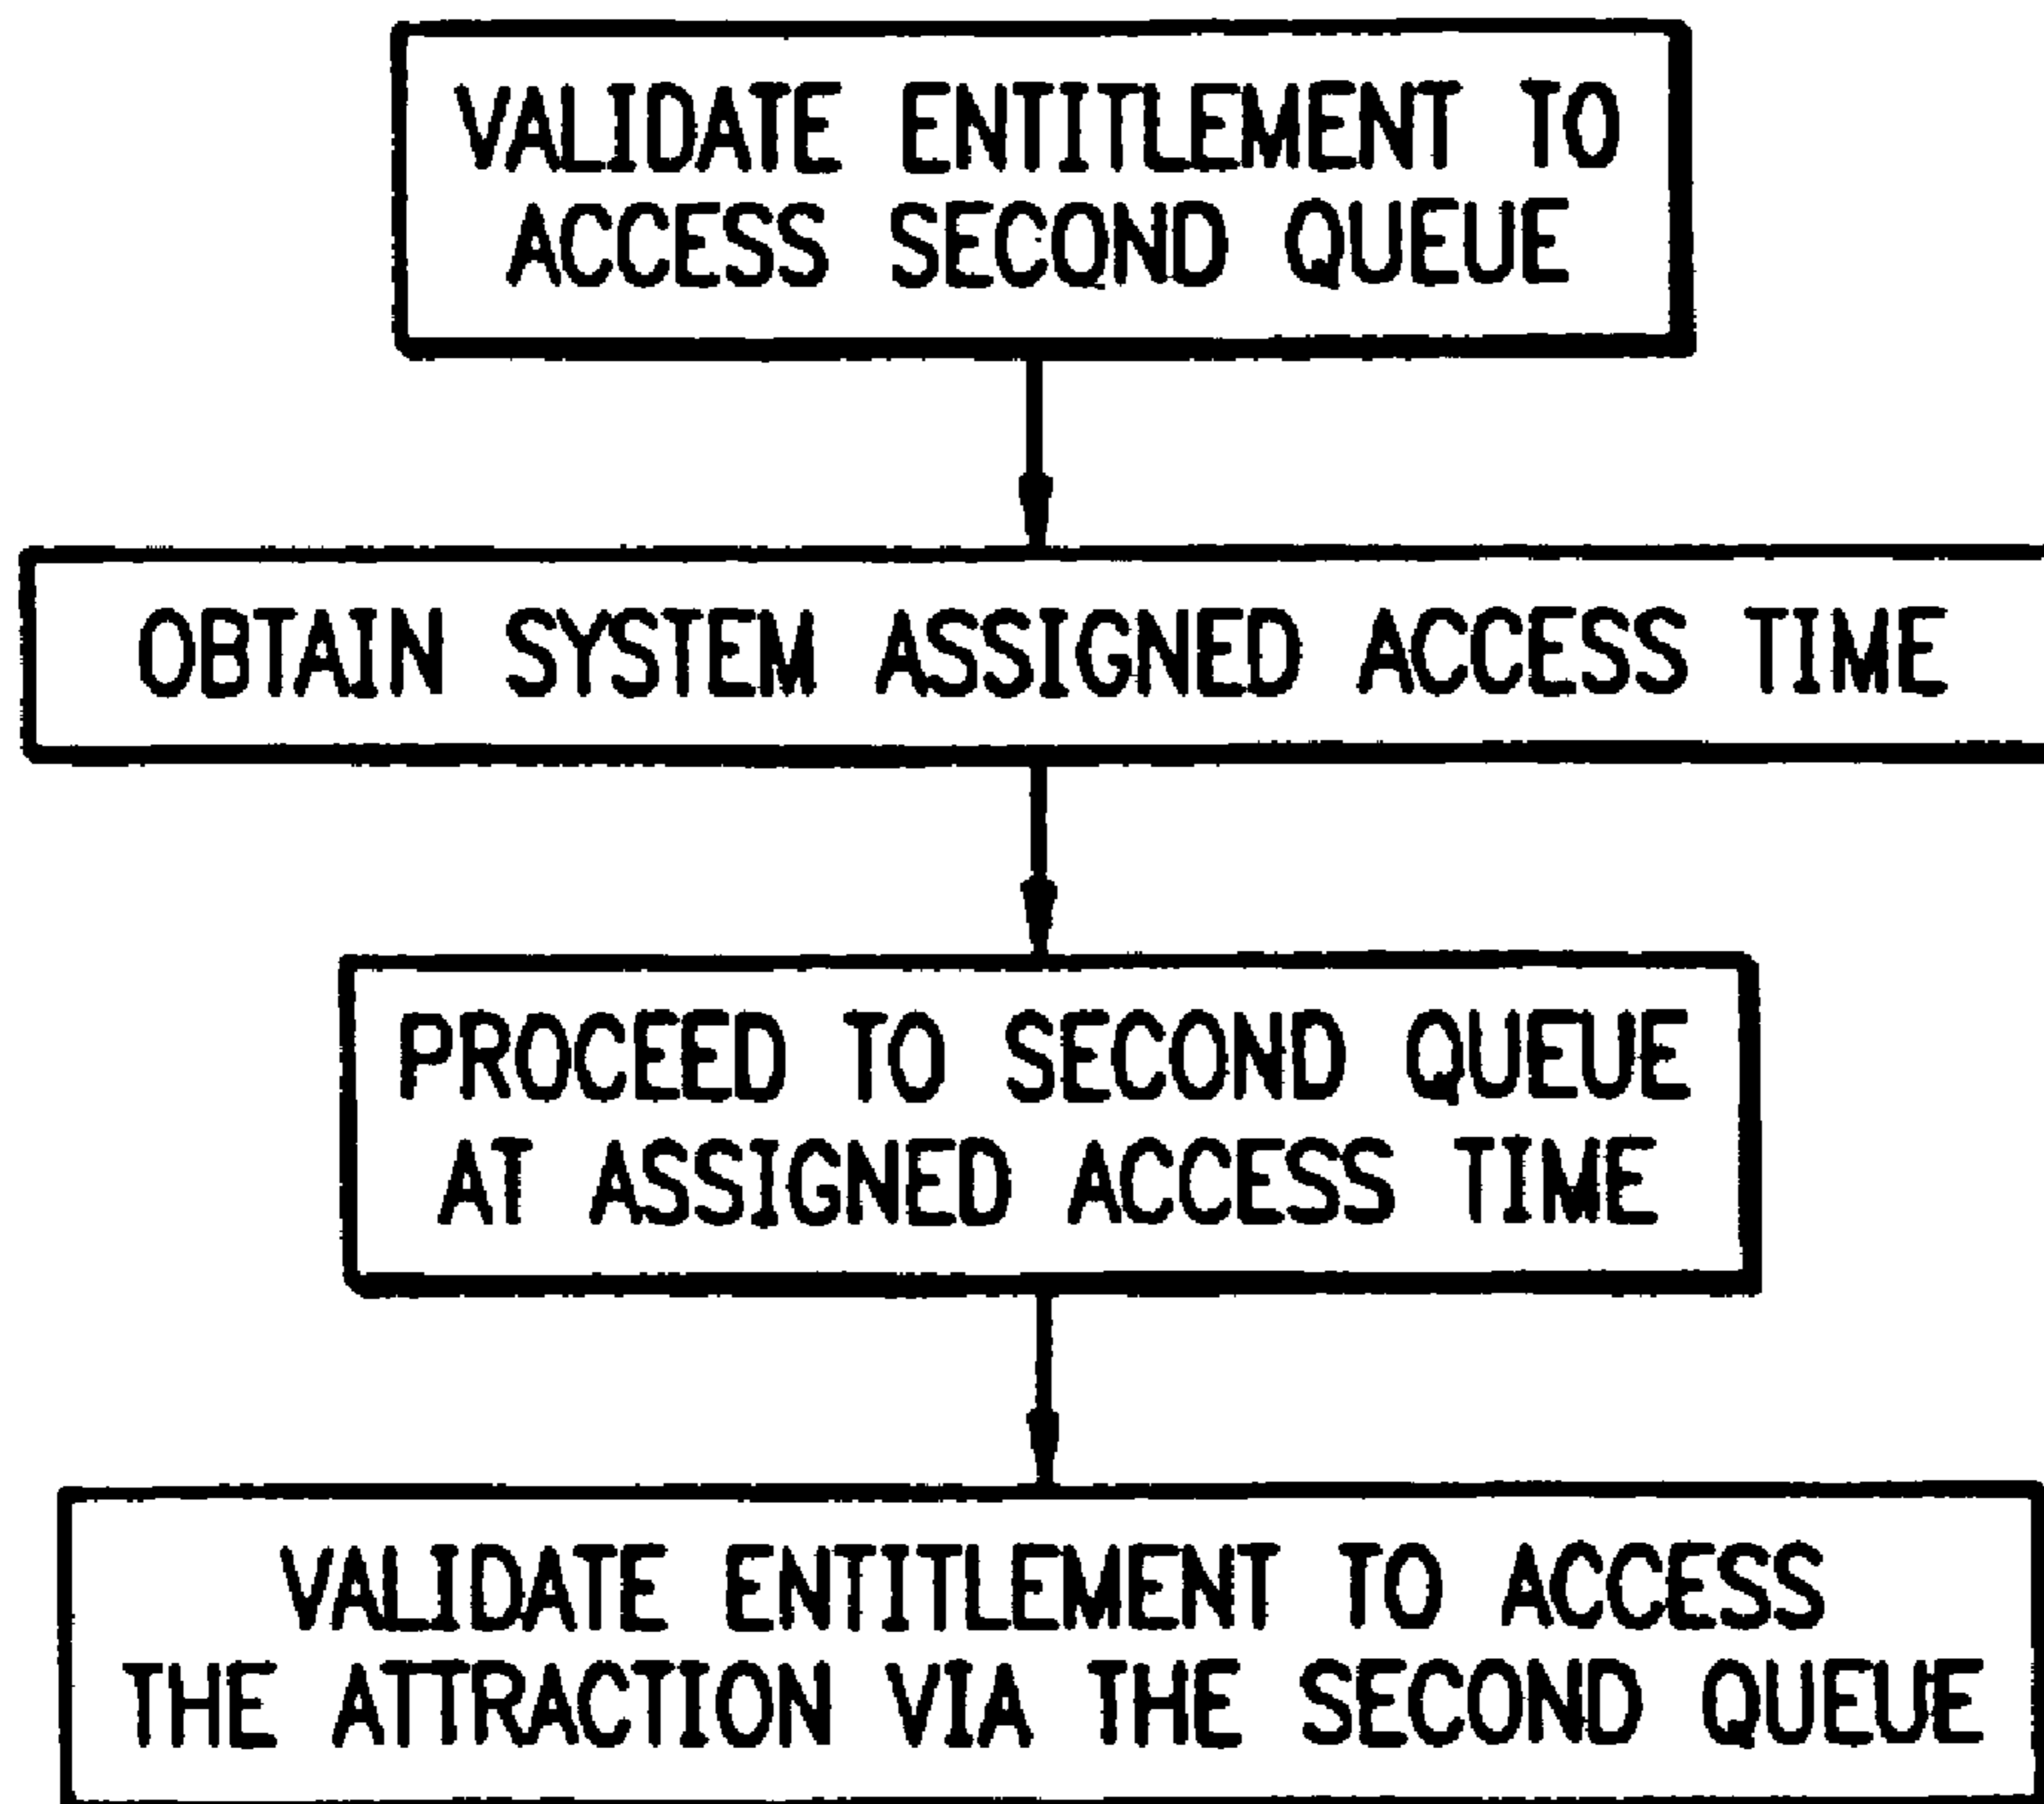 VALIDATE ENTITLEMENT TO
ACCESS SECOND QUEUE
OBTAIN SYSTEM ASSIGNED ACCESS TIME
PROCEED TO SECOND QUEUE
AT ASSIGNED ACCESS TIME
VALIDATE ENTITLEMENT TO ACCESS
THE ATTRACTION VIA THE SECOND QUEUE